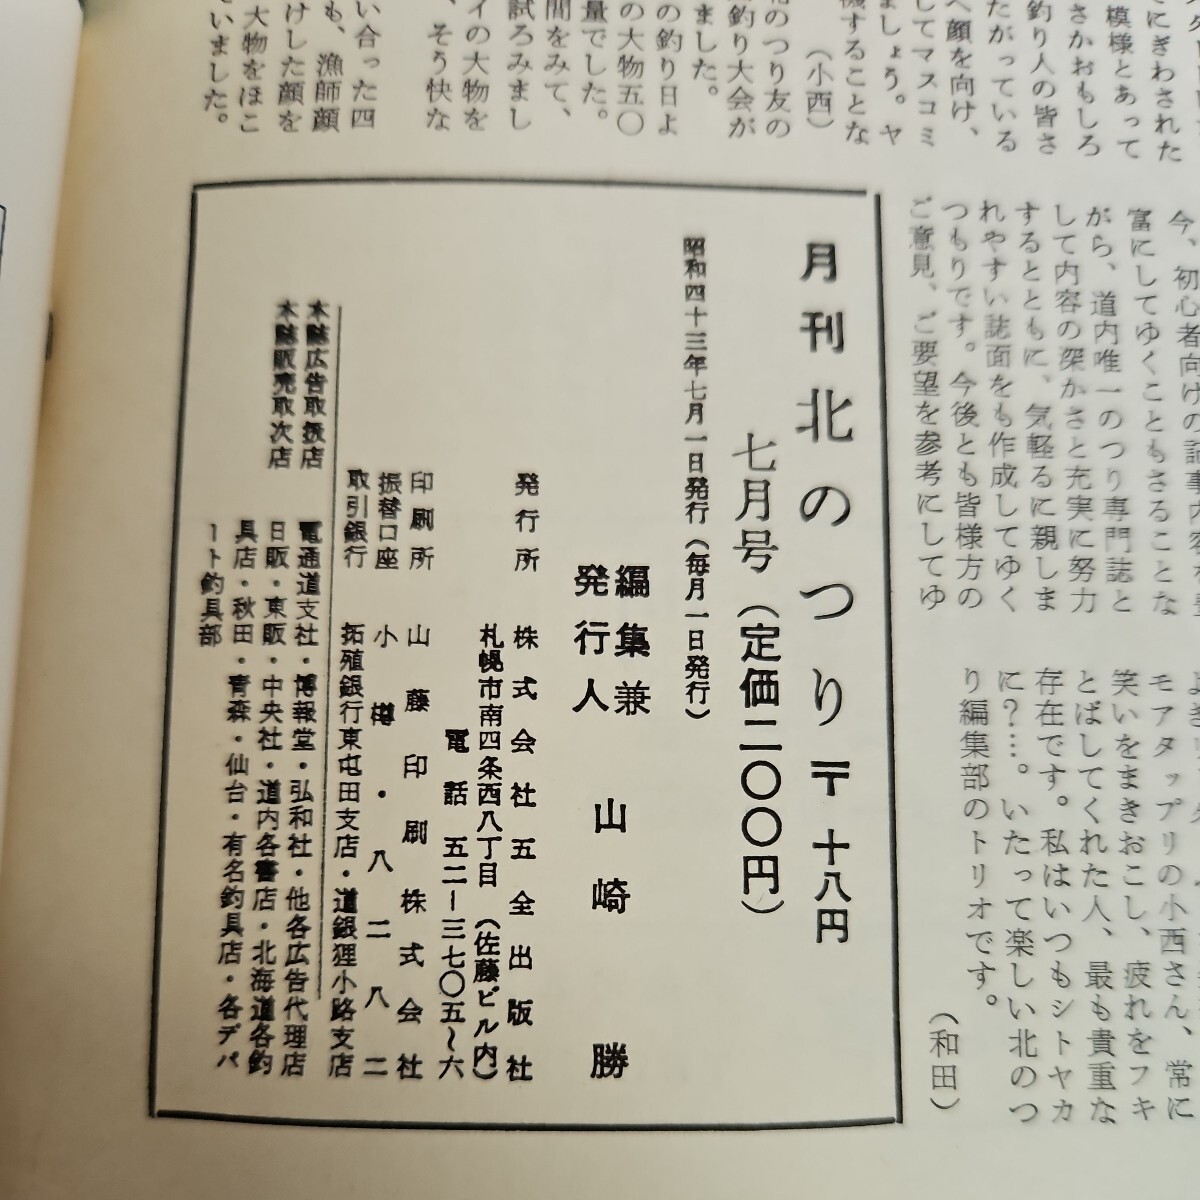 てにぎわされた
模様とあって
さかおもしろ
釣り人の皆さ
たがっている
へ顔を向け、
してマスコミ
ましょう。ヤ
機することな
(小西)
北のつり友の
釣り大会が
ました。
の釣り日よ
の大物五〇
量でした。
間をみて、
試ろみまし
イの大物を
、そう快な
い合った四
も、漁師顔
けした顔を
大物をほこ
いました。
今、初心者向けの記事内容を
富にしてゆくこともさることな
がら、道内唯一のつり専門誌と
して内容の深かさと充実に努力
するとともに、気軽るに親しま
れやすい誌面をも作成してゆく
つもりです。今後とも皆様方の
ご意見、ご要望を参考にしてゆ
モアタップリの小西さん、常に
笑いをまきおこし、疲れをフキ
とばしてくれた人、最も貴重な
存在です。私はいつもシトヤカ
に?…。いたって楽しい北のつ
り編集部のトリオです。
(和田)
月刊 北のつり 〒十八円
七月号(定価二〇〇円)
昭和四十三年七月一日発行(毎月一日発行)
編集兼
発行人 山崎 勝
発行所 株式会社五全出版社
札幌市南四条西八丁目(佐藤ビル内)
電話 五二―三七〇五~六
印刷所 山藤印刷株式会社
振替口座 小樽・八二八二
取引銀行 拓殖銀行東屯田支店・道銀狸小路支店
本誌広告取扱店 電通道支社・博報堂・弘和社・他各広告代理店
本誌販売取次店 日販・東販・中央社・道内各書店・北海道各釣
具店・秋田・青森・仙台・有名釣具店・各デパ
ート釣具部